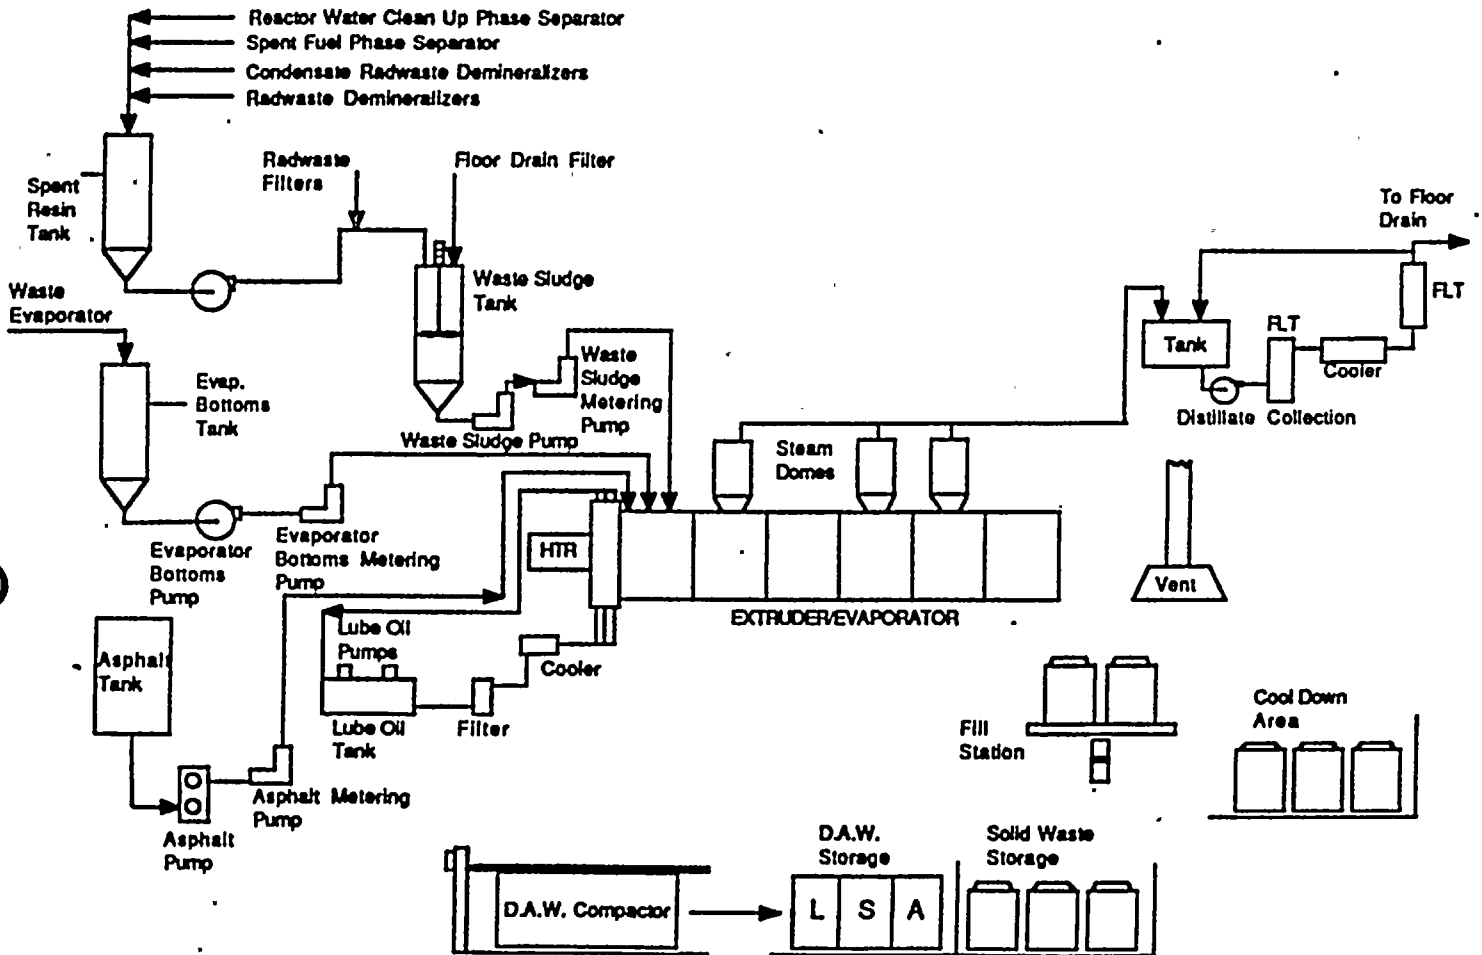 Reactor Water Clean Up Phase Separator
Spent Fuel Phase Separator
Condensate Radwaste Demineralizers
Radwaste Demineralizers
Radwaste
Filters
Floor Drain Filter
Spent
Resin
Tank
To Floor
Drain
Waste Sludge
Tank
Waste
Evaporator
FLT
FLT
Tank
Cooler
Distillate Collection
Waste
Sludge
Metering
Pump
Evap.
Bottoms
Tank
Waste Sludge Pump
Steam
Domes
HTR
Evaporator
Bottoms
Pump
Evaporator
Bottoms Metering
Pump
Vent
EXTRUDER/EVAPORATOR
Lube Oil
Pumps
Cooler
Asphalt
Tank
Lube Oil
Tank
Filter
Fill
Station
Cool Down
Area
Asphalt Metering
Pump
Asphalt
Pump
D.A.W.
Storage
Solid Waste
Storage
D.A.W. Compactor
L S A